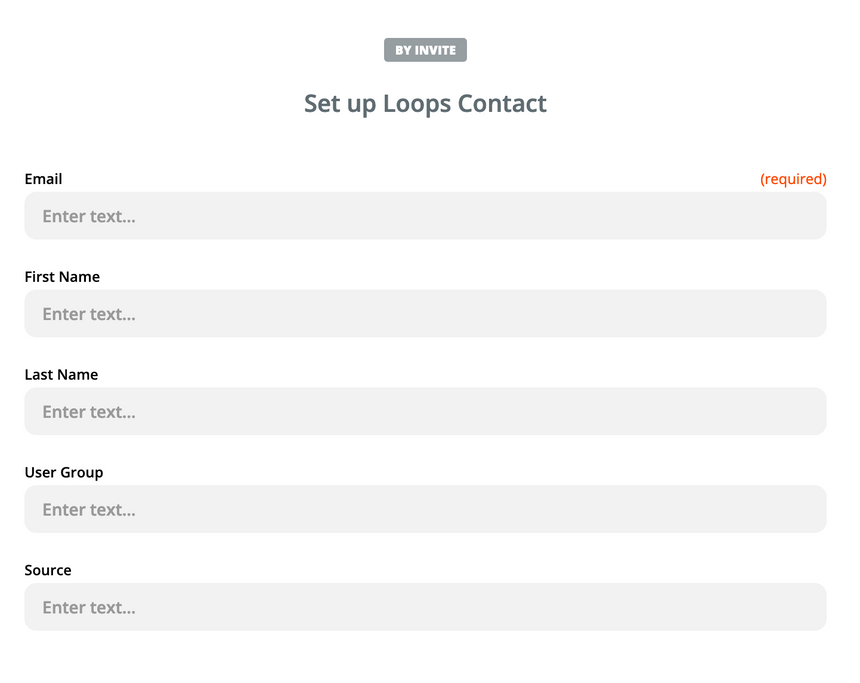 BY INVITE
Set up Loops Contact
Email (required)
Enter text...
First Name
Enter text...
Last Name
Enter text...
User Group
Enter text...
Source
Enter text...